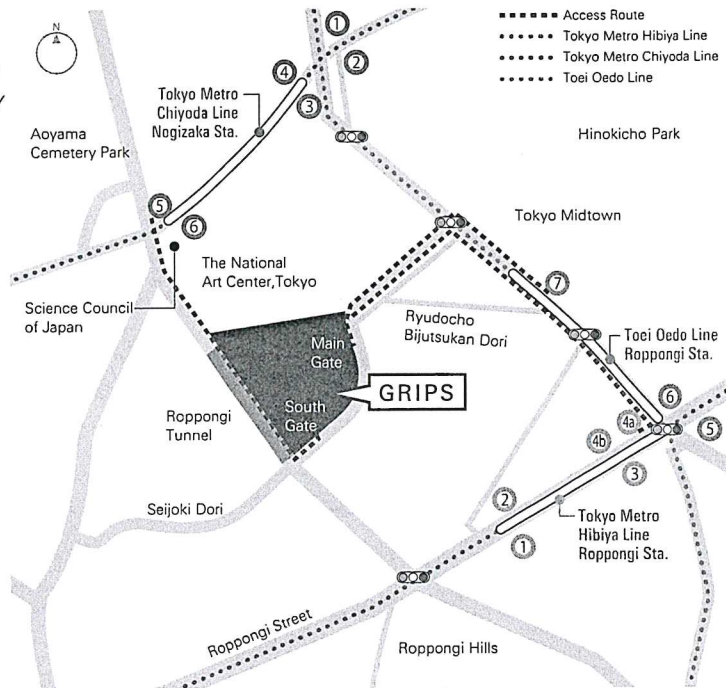 N
Access Route
Tokyo Metro Hibiya Line
Tokyo Metro Chiyoda Line
Toei Oedo Line
1
2
4
3
Tokyo Metro
Chiyoda Line
Nogizaka Sta.
Aoyama
Cemetery Park
Hinokicho Park
5
6
Tokyo Midtown
The National
Art Center,Tokyo
Science Council
of Japan
7
Ryudocho
Bijutsukan Dori
Toei Oedo Line
Roppongi Sta.
Main
Gate
GRIPS
South
Gate
Roppongi
Tunnel
6
4a
5
4b
3
2
1
Seijoki Dori
Tokyo Metro
Hibiya Line
Roppongi Sta.
Roppongi Street
Roppongi Hills